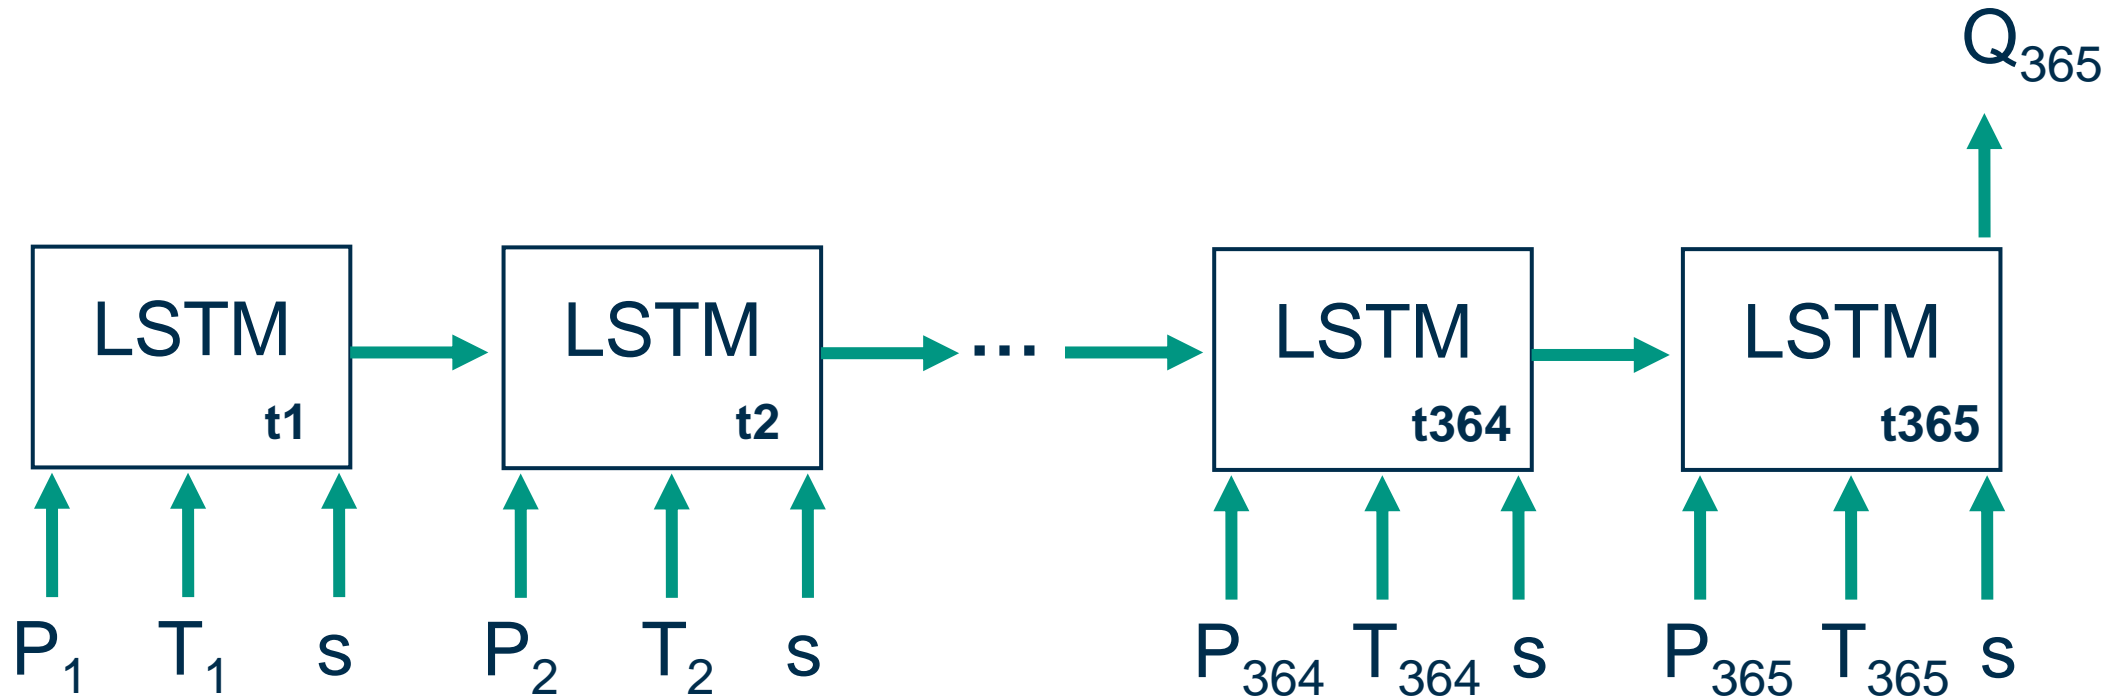 Q₃₆₅
LSTM LSTM ... LSTM LSTM
t1 t2 t364 t365
P₁ T₁ s P₂ T₂ s P₃₆₄ T₃₆₄ s P₃₆₅ T₃₆₅ s